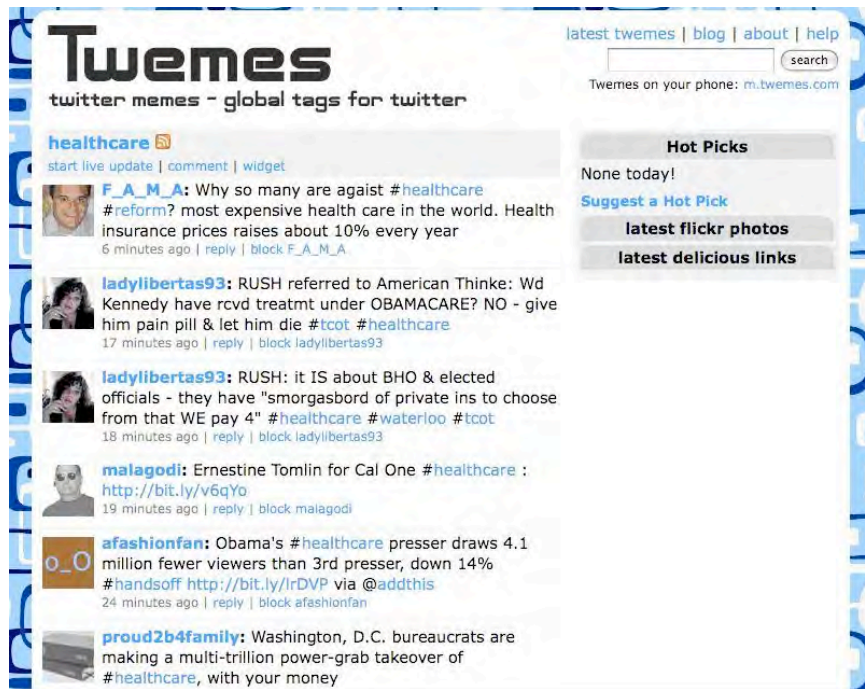 Twemes
twitter memes - global tags for twitter
latest twemes | blog | about | help
search
Twemes on your phone: m.twemes.com
healthcare
start live update | comment | widget
F_A_M_A: Why so many are agaist #healthcare
#reform? most expensive health care in the world. Health
insurance prices raises about 10% every year
6 minutes ago | reply | block F_A_M_A
ladylibertas93: RUSH referred to American Thinke: Wd
Kennedy have rcvd treatmt under OBAMACARE? NO - give
him pain pill & let him die #tcot #healthcare
17 minutes ago | reply | block ladylibertas93
ladylibertas93: RUSH: it IS about BHO & elected
officials - they have "smorgasbord of private ins to choose
from that WE pay 4" #healthcare #waterloo #tcot
18 minutes ago | reply | block ladylibertas93
malagodi: Ernestine Tomlin for Cal One #healthcare :
http://bit.ly/v6qYo
19 minutes ago | reply | block malagodi
o_O
afashionfan: Obama's #healthcare presser draws 4.1
million fewer viewers than 3rd presser, down 14%
#handsoff http://bit.ly/lrDVP via @addthis
24 minutes ago | reply | block afashionfan
proud2b4family: Washington, D.C. bureaucrats are
making a multi-trillion power-grab takeover of
#healthcare, with your money
Hot Picks
None today!
Suggest a Hot Pick
latest flickr photos
latest delicious links